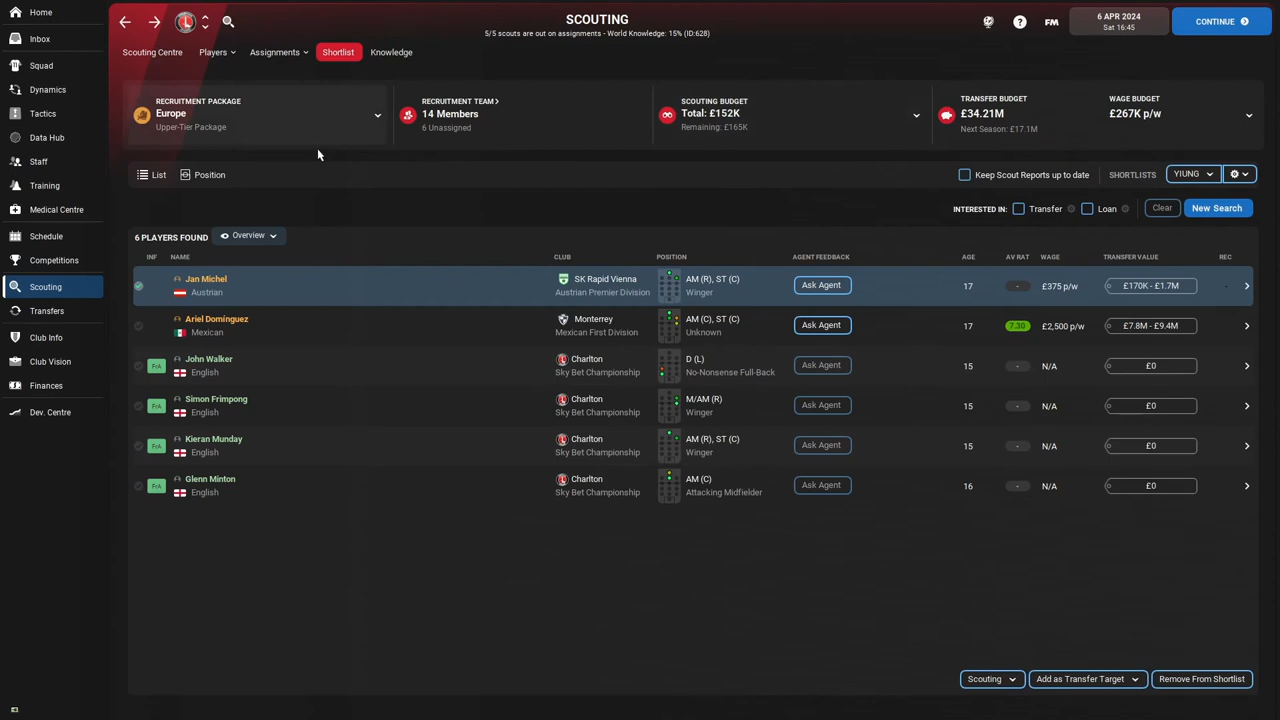 Home
Inbox
Squad
Dynamics
Tactics
Data Hub
Staff
Training
Medical Centre
Schedule
Competitions
Scouting
Transfers
Club Info
Club Vision
Finances
Dev. Centre
SCOUTING
5/5 scouts are out on assignments - World Knowledge: 15% (ID:628)
FM
6 APR 2024
Sat 16:45
CONTINUE
Scouting Centre
Players
Assignments
Shortlist
Knowledge
RECRUITMENT PACKAGE
Europe
Upper-Tier Package
RECRUITMENT TEAM
14 Members
6 Unassigned
SCOUTING BUDGET
Total: £152K
Remaining: £165K
TRANSFER BUDGET
£34.21M
Next Season: £17.1M
WAGE BUDGET
£267K p/w
List
Position
Keep Scout Reports up to date
SHORTLISTS
YIUNG
INTERESTED IN: Transfer Loan
Clear
New Search
6 PLAYERS FOUND
Overview
INF NAME CLUB POSITION AGENT FEEDBACK AGE AV RAT WAGE TRANSFER VALUE REC
Jan Michel SK Rapid Vienna AM (R), ST (C) Ask Agent 17 - £375 p/w £170K - £1.7M -
Austrian Austrian Premier Division Winger
Ariel Domínguez Monterrey AM (C), ST (C) Ask Agent 17 7.30 £2,500 p/w £7.8M - £9.4M
Mexican Mexican First Division Unknown
FrA John Walker Charlton D (L) Ask Agent 15 - N/A £0
English Sky Bet Championship No-Nonsense Full-Back
FrA Simon Frimpong Charlton M/AM (R) Ask Agent 15 - N/A £0
English Sky Bet Championship Winger
FrA Kieran Munday Charlton AM (R), ST (C) Ask Agent 15 - N/A £0
English Sky Bet Championship Winger
FrA Glenn Minton Charlton AM (C) Ask Agent 16 - N/A £0
English Sky Bet Championship Attacking Midfielder
Scouting
Add as Transfer Target
Remove From Shortlist